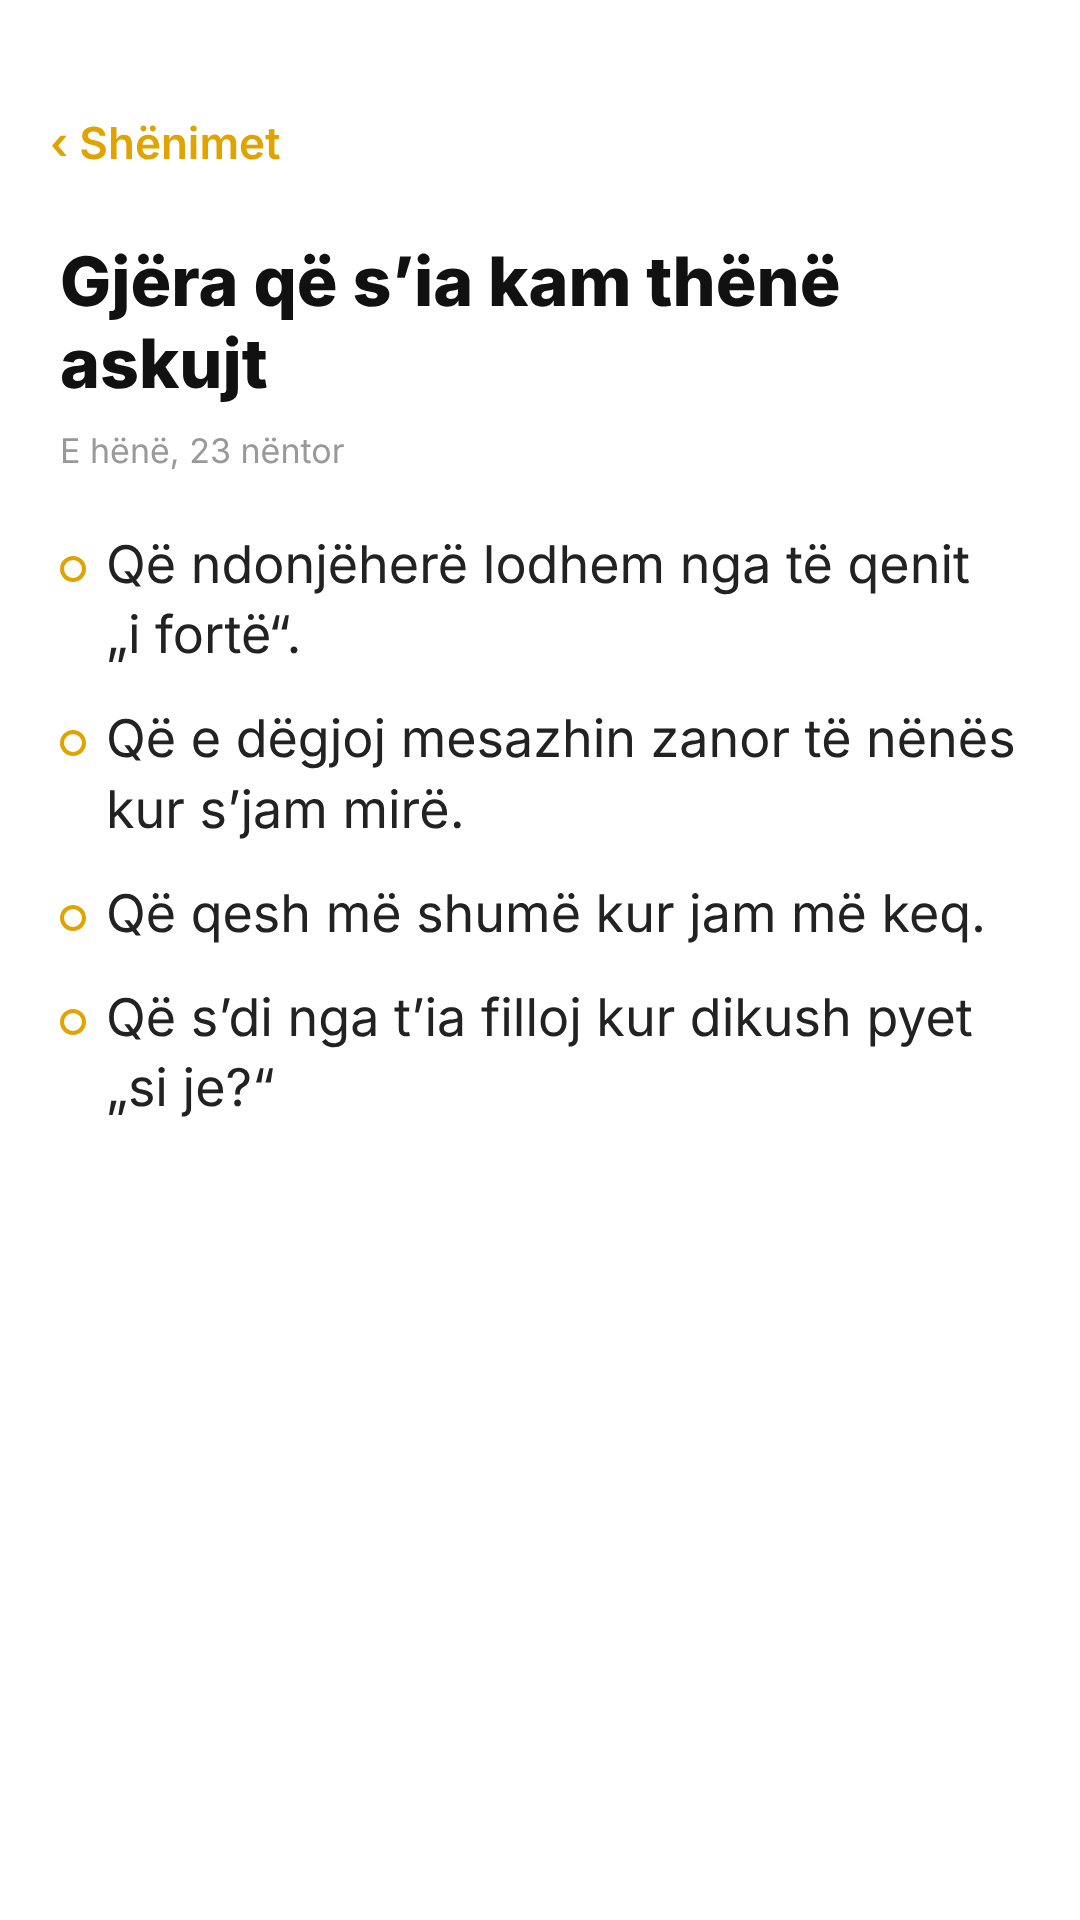 ‹ Shënimet
Gjëra që s’ia kam thënë
askujt
E hënë, 23 nëntor
Që ndonjëherë lodhem nga të qenit
„i fortë“.
Që e dëgjoj mesazhin zanor të nënës
kur s’jam mirë.
Që qesh më shumë kur jam më keq.
Që s’di nga t’ia filloj kur dikush pyet
„si je?“